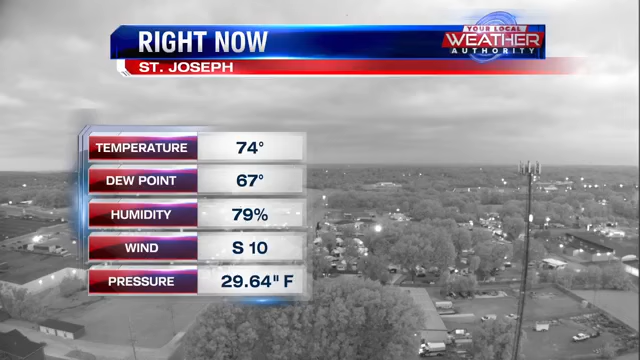 RIGHT NOW
YOUR LOCAL
WEATHER
AUTHORITY
ST. JOSEPH
TEMPERATURE 74°
DEW POINT 67°
HUMIDITY 79%
WIND S 10
PRESSURE 29.64" F